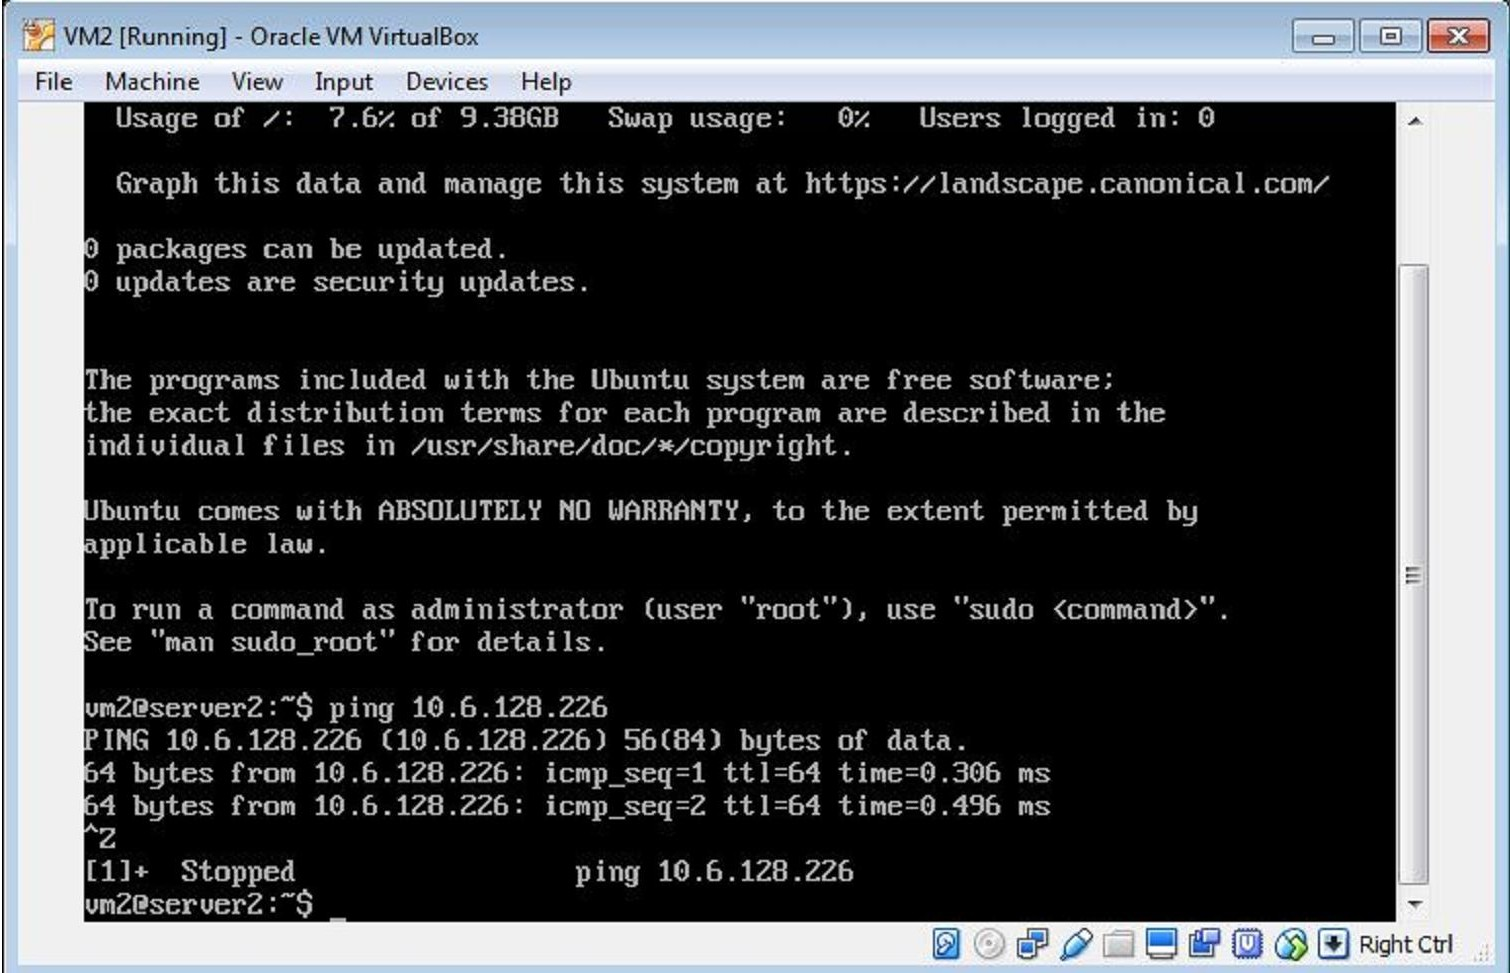 VM2 [Running] - Oracle VM VirtualBox
File Machine View Input Devices Help
Usage of /: 7.6% of 9.38GB Swap usage: 0% Users logged in: 0
Graph this data and manage this system at https://landscape.canonical.com/
0 packages can be updated.
0 updates are security updates.
The programs included with the Ubuntu system are free software;
the exact distribution terms for each program are described in the
individual files in /usr/share/doc/*/copyright.
Ubuntu comes with ABSOLUTELY NO WARRANTY, to the extent permitted by
applicable law.
To run a command as administrator (user "root"), use "sudo <command>".
See "man sudo_root" for details.
vm2@server2:~$ ping 10.6.128.226
PING 10.6.128.226 (10.6.128.226) 56(84) bytes of data.
64 bytes from 10.6.128.226: icmp_seq=1 ttl=64 time=0.306 ms
64 bytes from 10.6.128.226: icmp_seq=2 ttl=64 time=0.496 ms
^Z
[1]+ Stopped ping 10.6.128.226
vm2@server2:~$ _
Right Ctrl